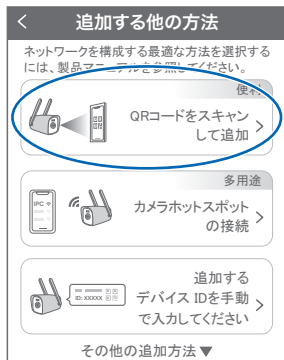 追加する他の方法
ネットワークを構成する最適な方法を選択する
には、製品マニュアルを参照してください。
便利
QRコードをスキャン
して追加
多用途
IPC
カメラホットスポット
の接続
ID: XXXXX
追加する
デバイス IDを手動
で入力してください
その他の追加方法▼